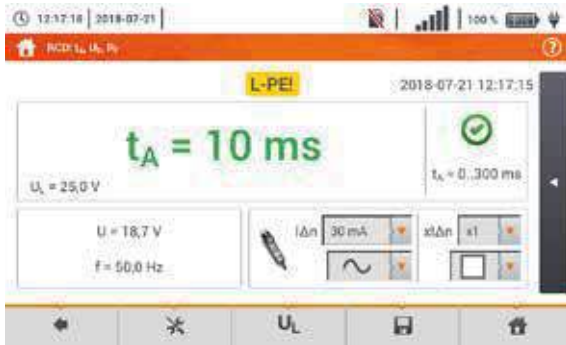 12:17:18 2018-07-21 100 %
RCD: tA, UL, RE
L-PE! 2018-07-21 12:17:15
tA = 10 ms
UL = 25,0 V
tA = 0..300 ms
U = 18,7 V
f = 50,0 Hz
IΔn 30 mA xIΔn x1
UL